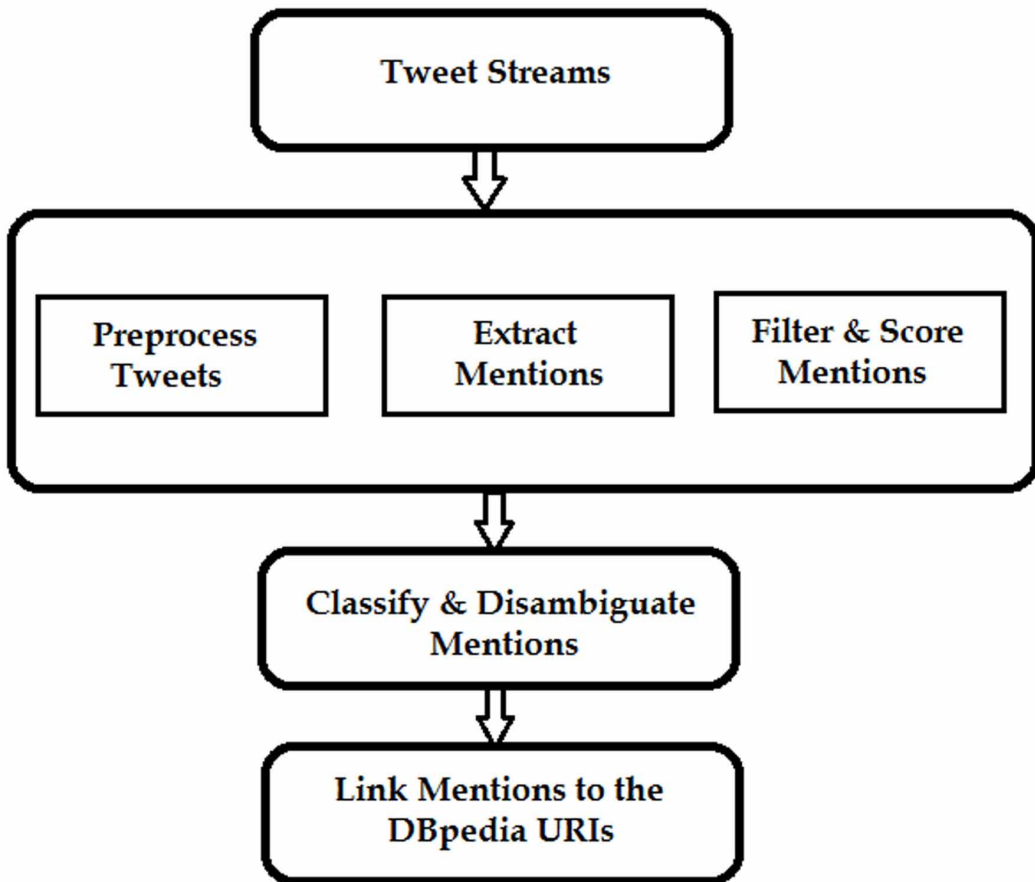 Tweet Streams
Preprocess
Tweets
Extract
Mentions
Filter & Score
Mentions
Classify & Disambiguate
Mentions
Link Mentions to the
DBpedia URIs